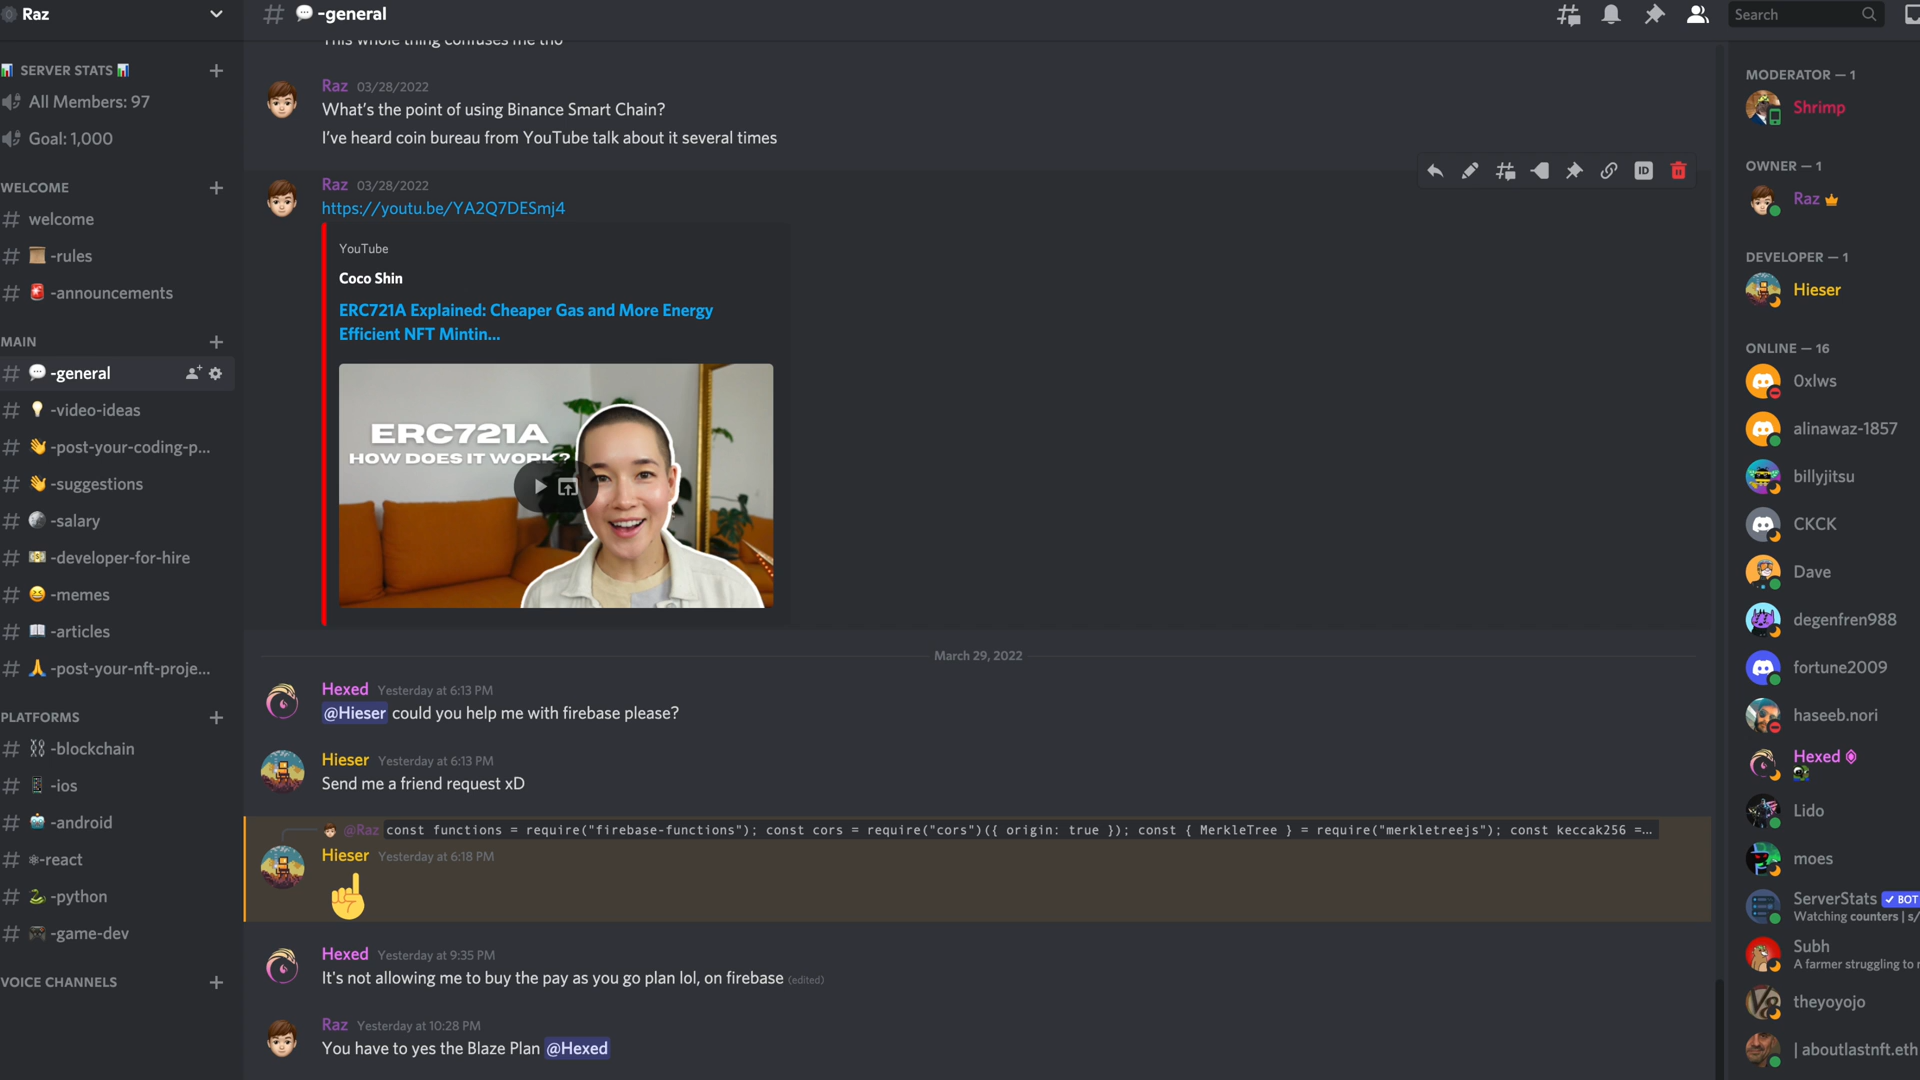 Raz
SERVER STATS
All Members: 97
Goal: 1,000
WELCOME
# welcome
# -rules
# -announcements
MAIN
# -general
# -video-ideas
# -post-your-coding-p...
# -suggestions
# -salary
# -developer-for-hire
# -memes
# -articles
# -post-your-nft-proje...
PLATFORMS
# -blockchain
# -ios
# -android
# -react
# -python
# -game-dev
VOICE CHANNELS
# -general
Search
This whole thing confuses me tho
Raz 03/28/2022
What's the point of using Binance Smart Chain?
I've heard coin bureau from YouTube talk about it several times
ID
Raz 03/28/2022
https://youtu.be/YA2Q7DESmj4
YouTube
Coco Shin
ERC721A Explained: Cheaper Gas and More Energy
Efficient NFT Mintin...
ERC721A
HOW DOES IT WORK?
March 29, 2022
Hexed Yesterday at 6:13 PM
@Hieser could you help me with firebase please?
Hieser Yesterday at 6:13 PM
Send me a friend request xD
@Raz const functions = require("firebase-functions"); const cors = require("cors")({ origin: true }); const { MerkleTree } = require("merkletreejs"); const keccak256 =...
Hieser Yesterday at 6:18 PM
Hexed Yesterday at 9:35 PM
It's not allowing me to buy the pay as you go plan lol, on firebase (edited)
Raz Yesterday at 10:28 PM
You have to yes the Blaze Plan @Hexed
MODERATOR — 1
Shrimp
OWNER — 1
Raz
DEVELOPER — 1
Hieser
ONLINE — 16
0xlws
alinawaz-1857
billyjitsu
CKCK
Dave
degenfren988
fortune2009
haseeb.nori
Hexed
Lido
moes
ServerStats ✓ BOT
Watching counters | s/
Subh
A farmer struggling to
theyoyojo
| aboutlastnft.eth